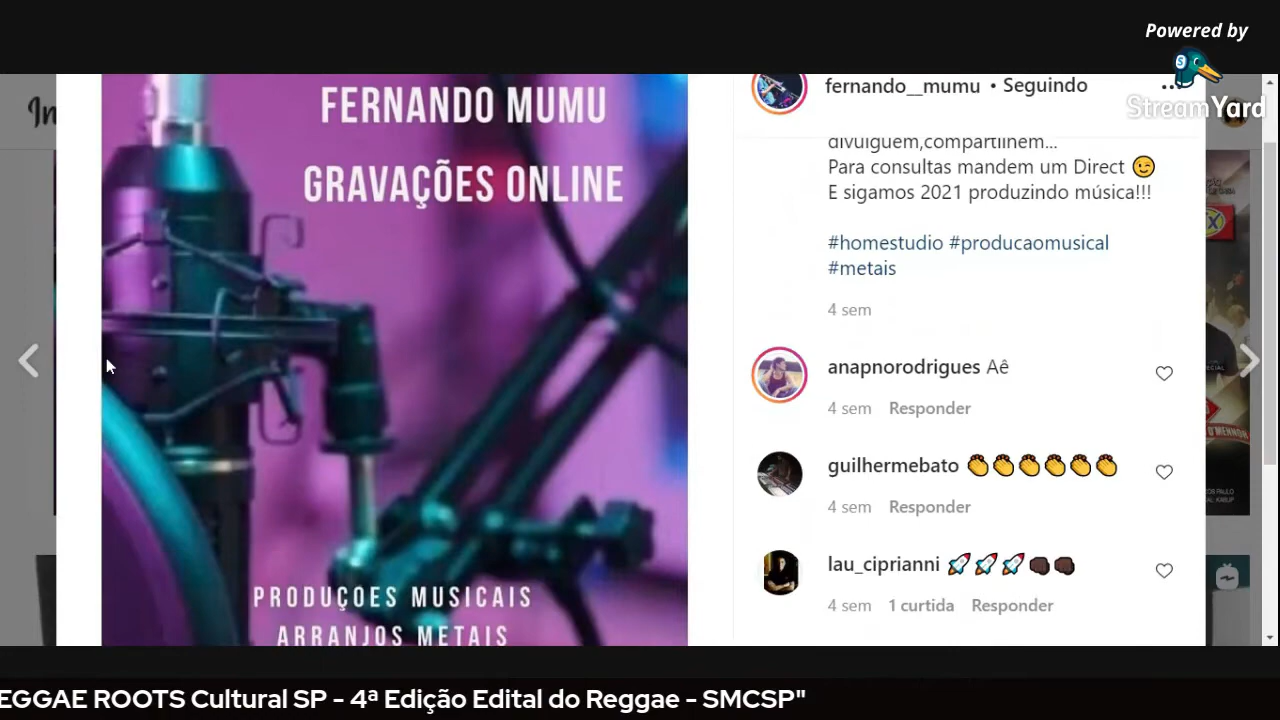 Powered by
StreamYard
In
FERNANDO MUMU
GRAVAÇÕES ONLINE
PRODUÇOES MUSICAIS
ARRANJOS METAIS
fernando__mumu • Seguindo
divulguem,compartilhem...
Para consultas mandem um Direct 😉
E sigamos 2021 produzindo música!!!
#homestudio #producaomusical
#metais
4 sem
anapnorodrigues Aê
4 sem Responder
guilhermebato 👏👏👏👏👏👏
4 sem Responder
lau_ciprianni 🚀🚀🚀👊🏿👊🏿
4 sem 1 curtida Responder
EGGAE ROOTS Cultural SP - 4ª Edição Edital do Reggae - SMCSP"